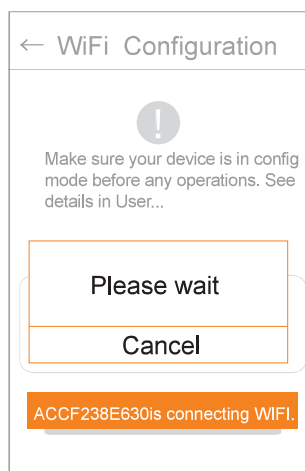 ← WiFi Configuration
!
Make sure your device is in config
mode before any operations. See
details in User...
Please wait
Cancel
ACCF238E630is connecting WIFI.